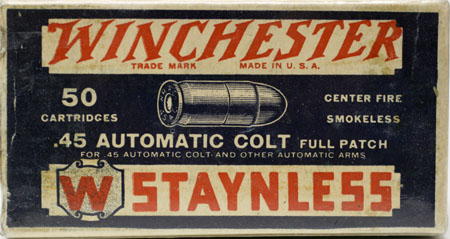 WINCHESTER
TRADE MARK MADE IN U.S.A.
50
CARTRIDGES
CENTER FIRE
SMOKELESS
.45 AUTOMATIC COLT FULL PATCH
FOR .45 AUTOMATIC COLT AND OTHER AUTOMATIC ARMS
W STAYNLESS